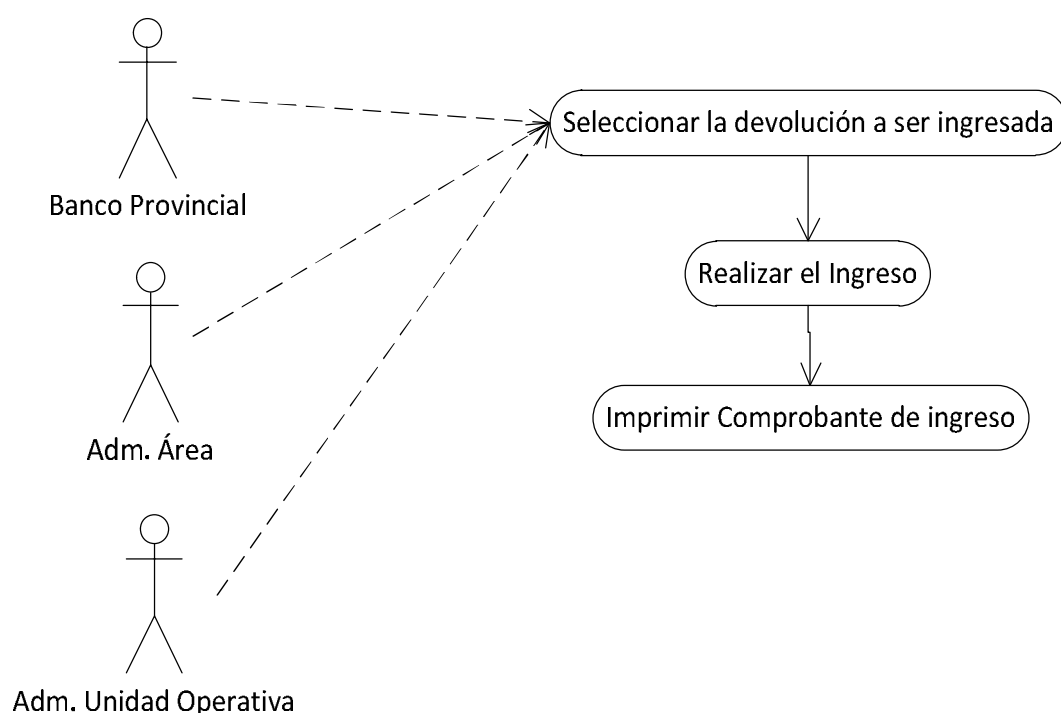 Banco Provincial
Seleccionar la devolución a ser ingresada
Realizar el Ingreso
Adm. Área
Imprimir Comprobante de ingreso
Adm. Unidad Operativa